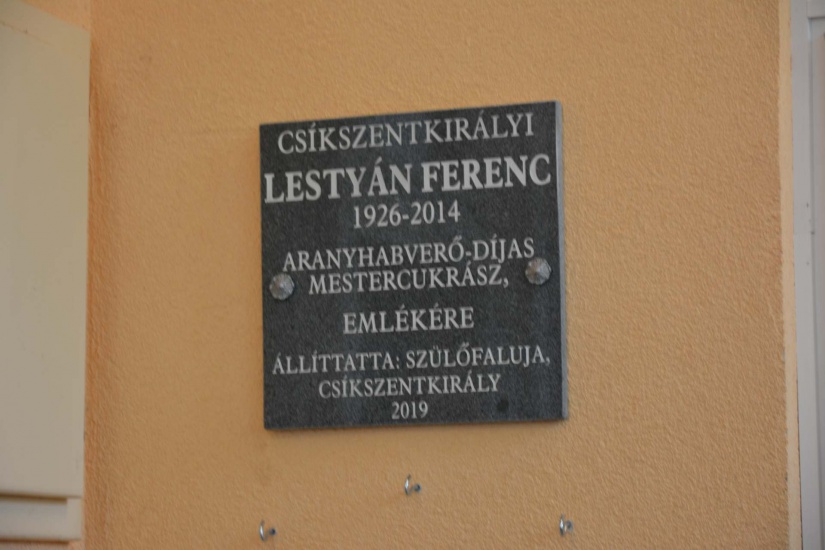 CSÍKSZENTKIRÁLYI
LESTYÁN FERENC
1926-2014
ARANYHABVERŐ-DÍJAS
MESTERCUKRÁSZ,
EMLÉKÉRE
ÁLLÍTTATTA: SZÜLŐFALUJA,
CSÍKSZENTKIRÁLY
2019